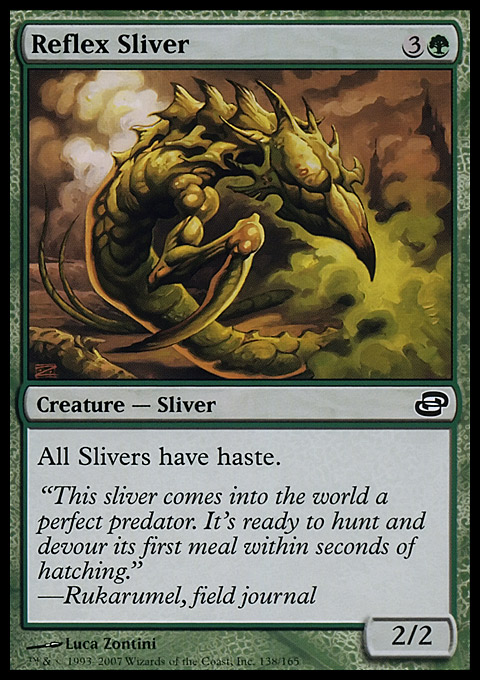 Reflex Sliver 3
Creature — Sliver
All Slivers have haste.
“This sliver comes into the world a
perfect predator. It's ready to hunt and
devour its first meal within seconds of
hatching.”
—Rukarumel, field journal
2/2
Luca Zontini
™ & © 1993–2007 Wizards of the Coast, Inc. 138/165